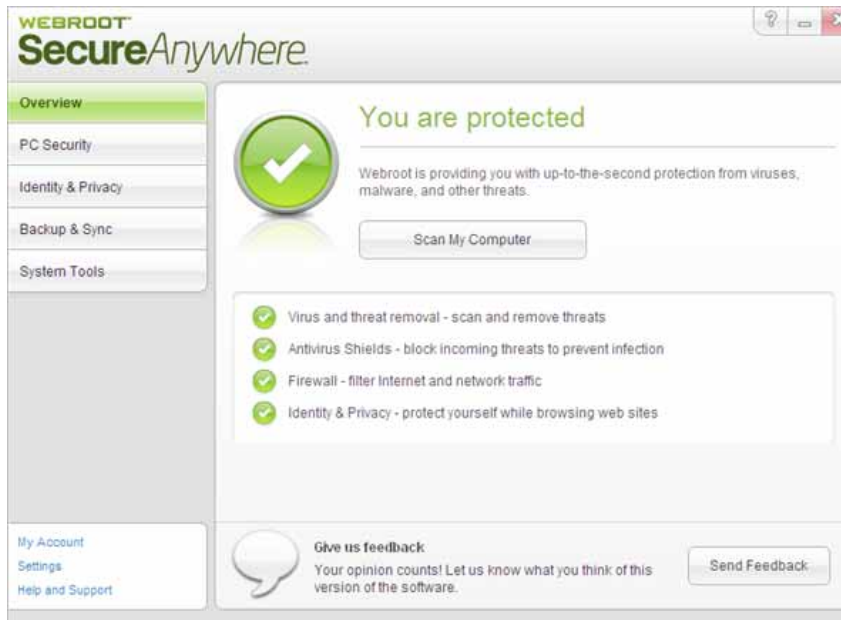 WEBROOT
SecureAnywhere
?
Overview
PC Security
Identity & Privacy
Backup & Sync
System Tools
You are protected
Webroot is providing you with up-to-the-second protection from viruses,
malware, and other threats.
Scan My Computer
Virus and threat removal - scan and remove threats
Antivirus Shields - block incoming threats to prevent infection
Firewall - filter Internet and network traffic
Identity & Privacy - protect yourself while browsing web sites
My Account
Settings
Help and Support
Give us feedback
Your opinion counts! Let us know what you think of this
version of the software.
Send Feedback